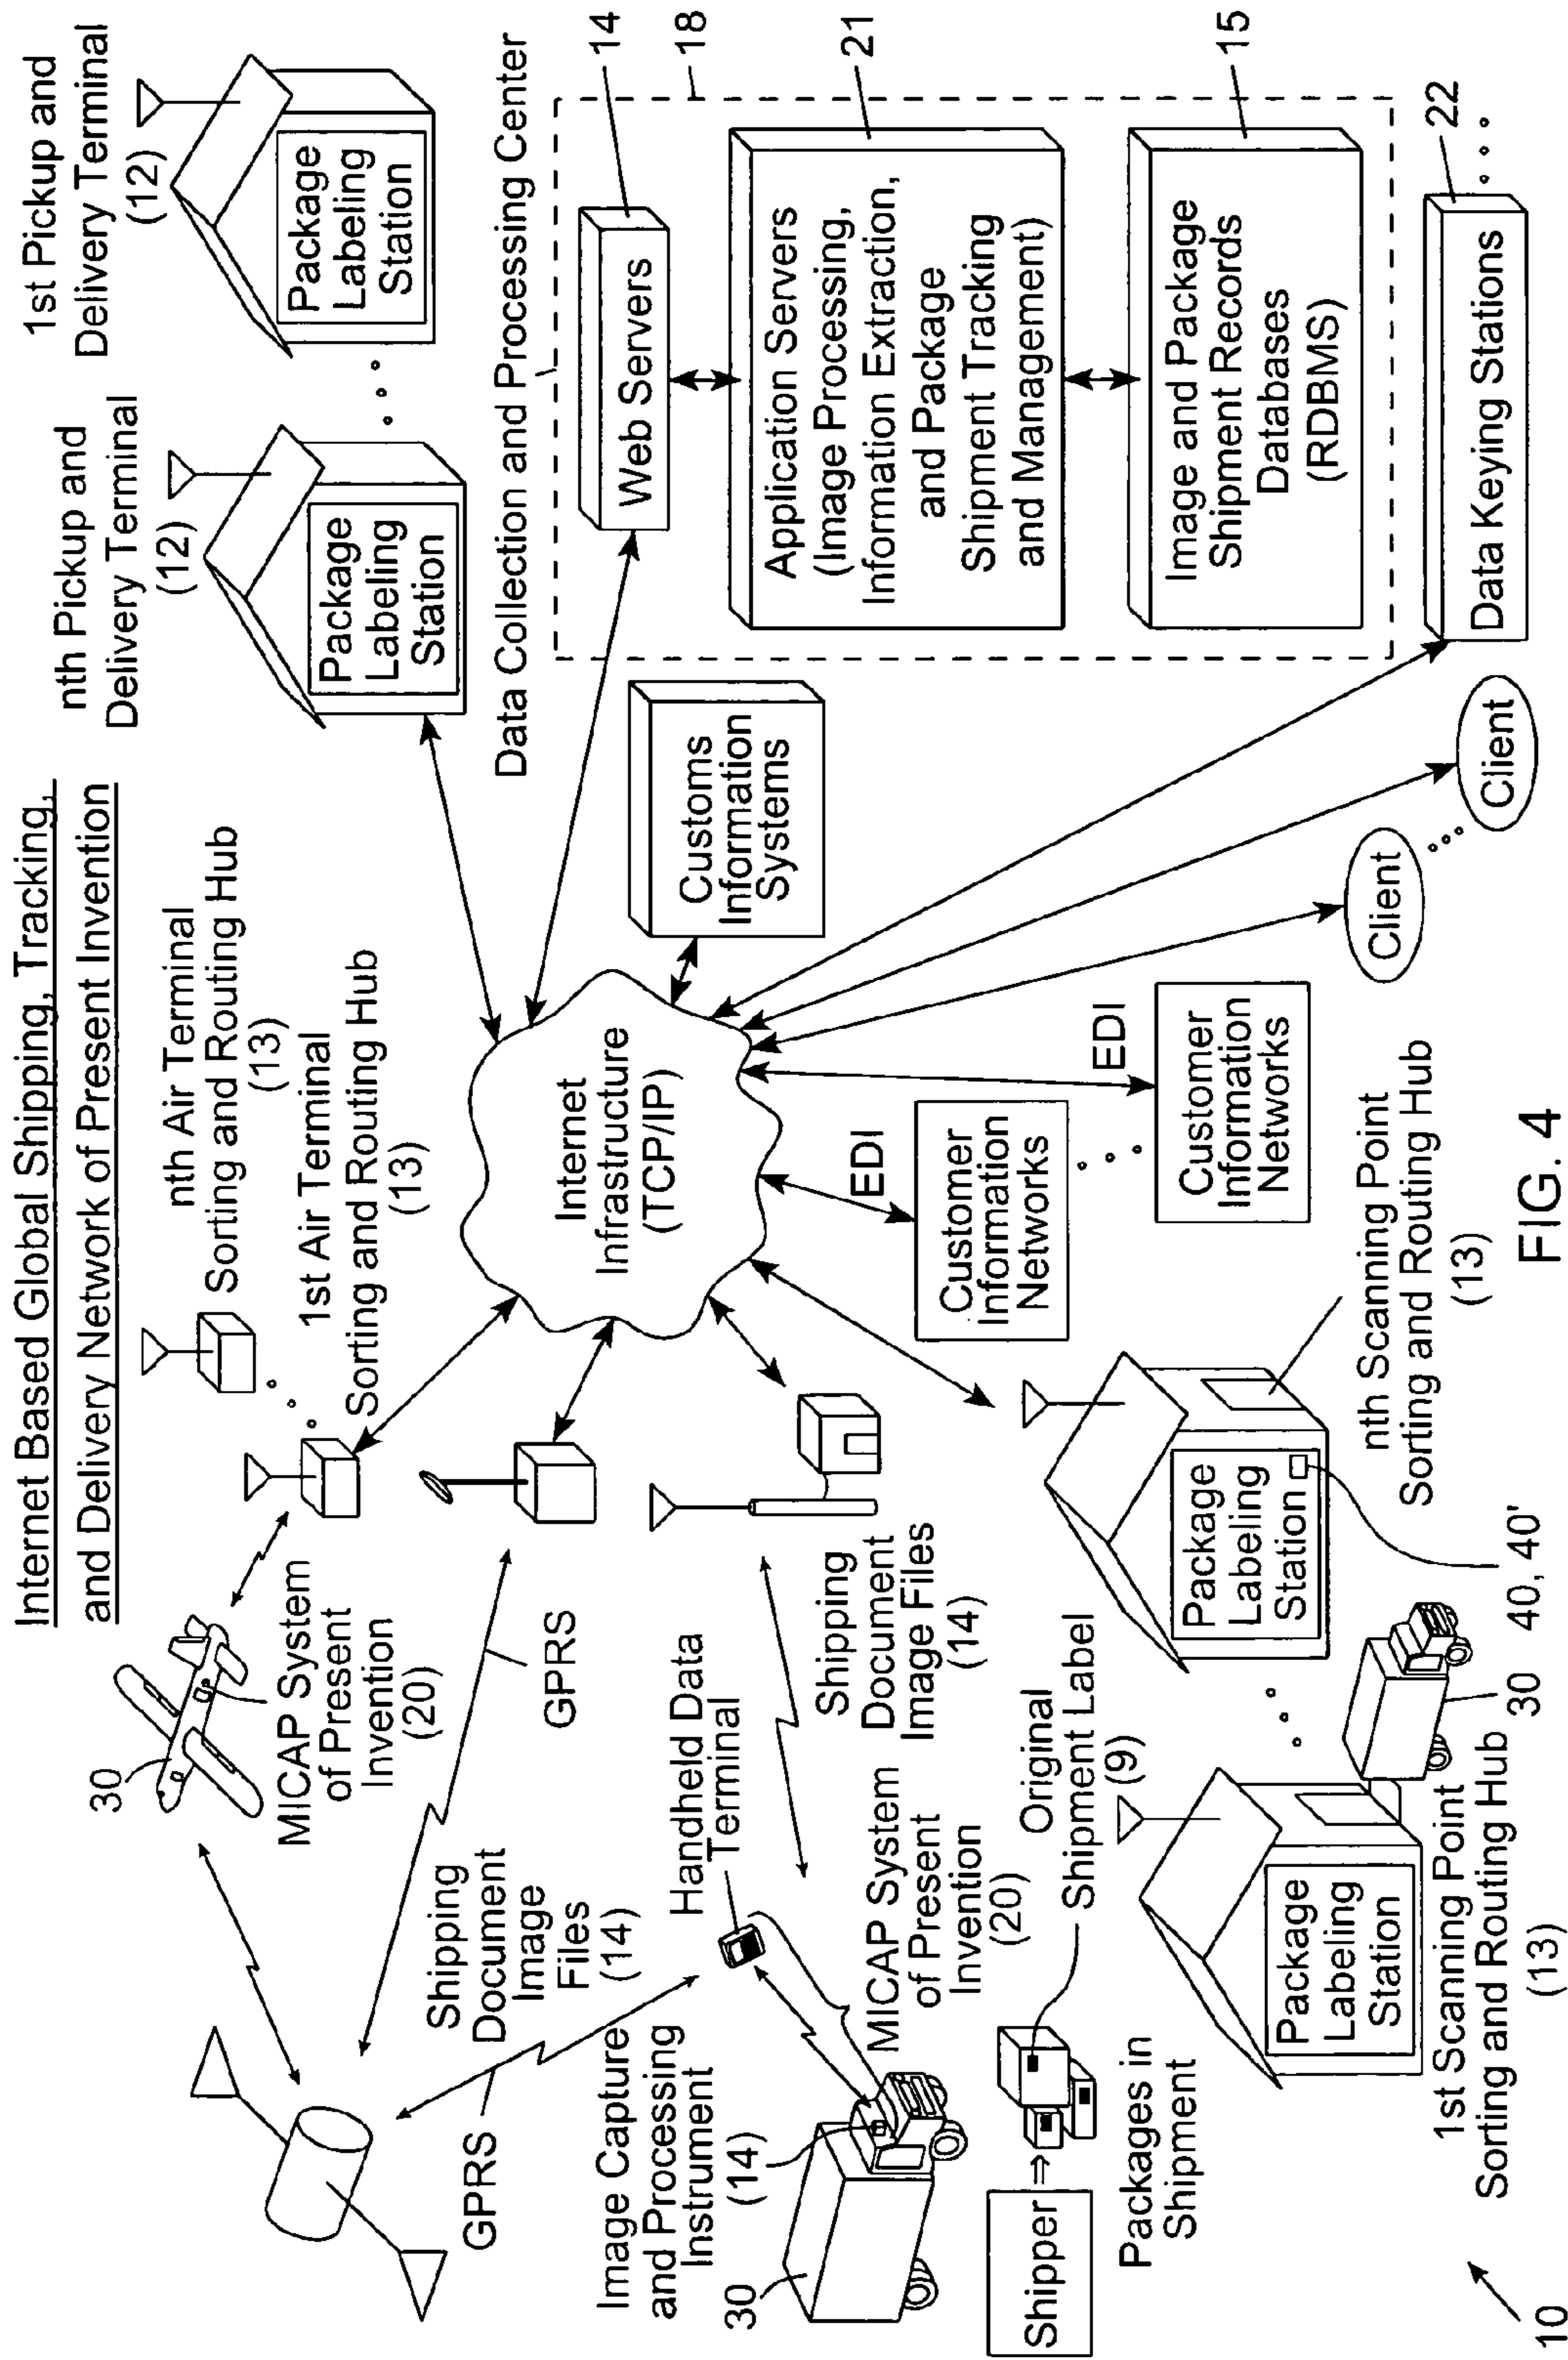 Internet Based Global Shipping, Tracking,
and Delivery Network of Present Invention
nth Air Terminal
Sorting and Routing Hub
(13)
1st Air Terminal
Sorting and Routing Hub
(13)
nth Pickup and
Delivery Terminal
(12)
Package
Labeling
Station
1st Pickup and
Delivery Terminal
(12)
Package
Labeling
Station
30
MICAP System
of Present
Invention
(20)
GPRS
Shipping
Document
Image
Files
(14)
GPRS
Handheld Data
Terminal
Image Capture
and Processing
Instrument
(14)
30
MICAP System
of Present
Invention
(20)
Shipping
Document
Image Files
(14)
Internet
Infrastructure
(TCP/IP)
Customs
Information
Systems
Data Collection and Processing Center
Web Servers
14
18
Application Servers
(Image Processing,
Information Extraction,
and Package
Shipment Tracking
and Management)
21
Image and Package
Shipment Records
Databases
(RDBMS)
15
Data Keying Stations
22
Client
Client
EDI
Customer
Information
Networks
EDI
Customer
Information
Networks
Shipper ⇒
Packages in
Shipment
Original
Shipment Label
(9)
Package
Labeling
Station
1st Scanning Point
Sorting and Routing Hub
(13)
30
Package
Labeling
Station
40, 40'
nth Scanning Point
Sorting and Routing Hub
(13)
10
FIG. 4